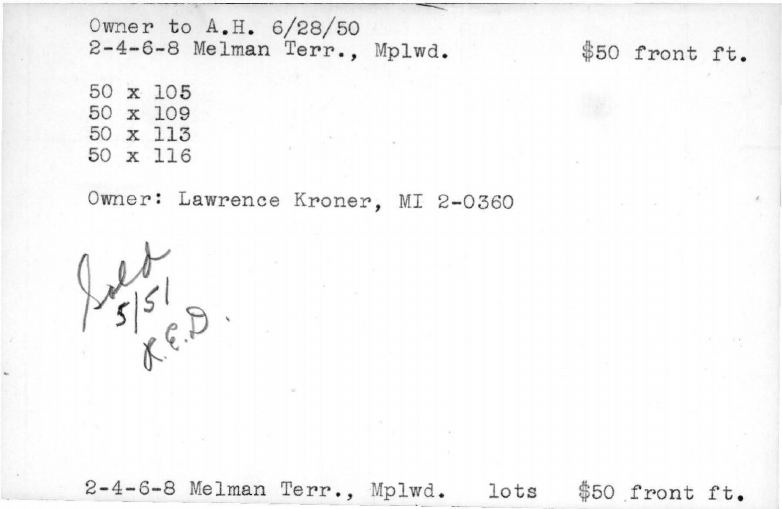 Owner to A.H. 6/28/50
2-4-6-8 Melman Terr., Mplwd. $50 front ft.
50 x 105
50 x 109
50 x 113
50 x 116
Owner: Lawrence Kroner, MI 2-0360
Sold
5/51
R.E.D.
2-4-6-8 Melman Terr., Mplwd. lots $50 front ft.